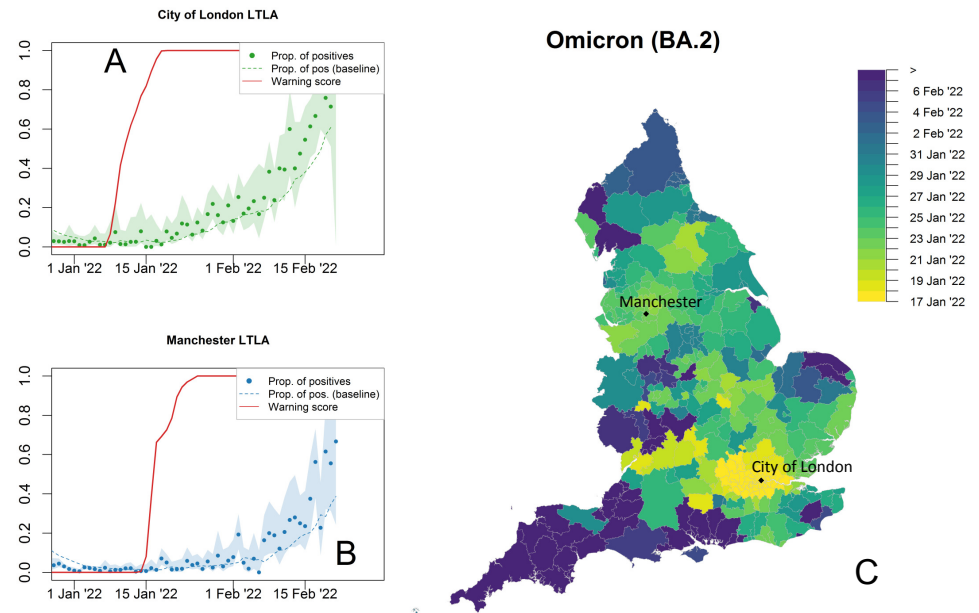 City of London LTLA
A
Prop. of positives
Prop. of pos (baseline)
Warning score
0.0 0.2 0.4 0.6 0.8 1.0
1 Jan '22 15 Jan '22 1 Feb '22 15 Feb '22
Manchester LTLA
Prop. of positives
Prop. of pos. (baseline)
Warning score
B
0.0 0.2 0.4 0.6 0.8 1.0
1 Jan '22 15 Jan '22 1 Feb '22 15 Feb '22
Omicron (BA.2)
>
6 Feb '22
4 Feb '22
2 Feb '22
31 Jan '22
29 Jan '22
27 Jan '22
25 Jan '22
23 Jan '22
21 Jan '22
19 Jan '22
17 Jan '22
Manchester
City of London
C